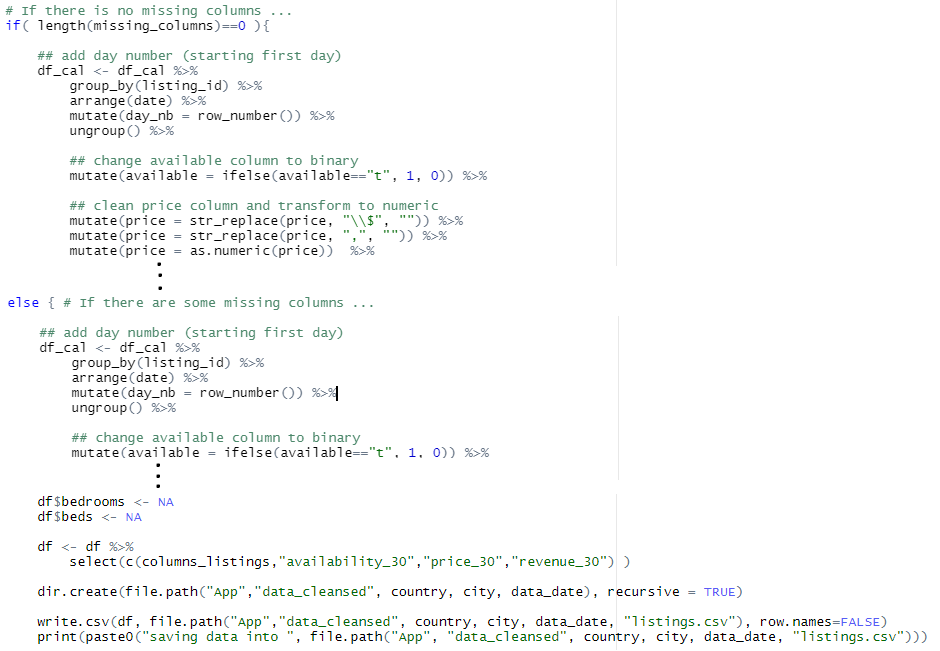 # If there is no missing columns ...
if( length(missing_columns)==0 ){
## add day number (starting first day)
df_cal <- df_cal %>%
group_by(listing_id) %>%
arrange(date) %>%
mutate(day_nb = row_number()) %>%
ungroup() %>%
## change available column to binary
mutate(available = ifelse(available=="t", 1, 0)) %>%
## clean price column and transform to numeric
mutate(price = str_replace(price, "\\$", "")) %>%
mutate(price = str_replace(price, ",", "")) %>%
mutate(price = as.numeric(price))  %>%
else { # If there are some missing columns ...
## add day number (starting first day)
df_cal <- df_cal %>%
group_by(listing_id) %>%
arrange(date) %>%
mutate(day_nb = row_number()) %>%
ungroup() %>%
## change available column to binary
mutate(available = ifelse(available=="t", 1, 0)) %>%
df$bedrooms <- NA
df$beds <- NA
df <- df %>%
select(c(columns_listings,"availability_30","price_30","revenue_30") )
dir.create(file.path("App","data_cleansed", country, city, data_date), recursive = TRUE)
write.csv(df, file.path("App","data_cleansed", country, city, data_date, "listings.csv"), row.names=FALSE)
print(paste0("saving data into ", file.path("App", "data_cleansed", country, city, data_date, "listings.csv")))